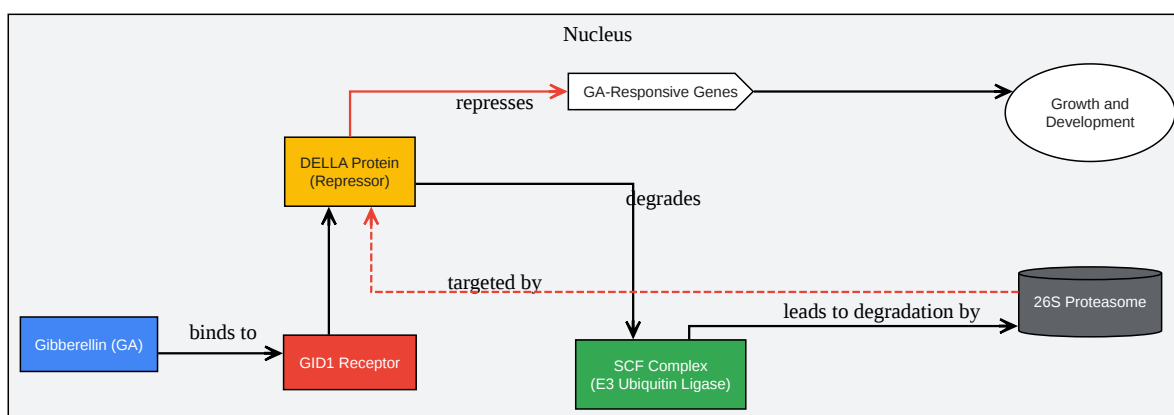 Nucleus
GA-Responsive Genes
represses
Growth and
Development
DELLA Protein
(Repressor)
degrades
targeted by
26S Proteasome
leads to degradation by
binds to
Gibberellin (GA)
GID1 Receptor
SCF Complex
(E3 Ubiquitin Ligase)